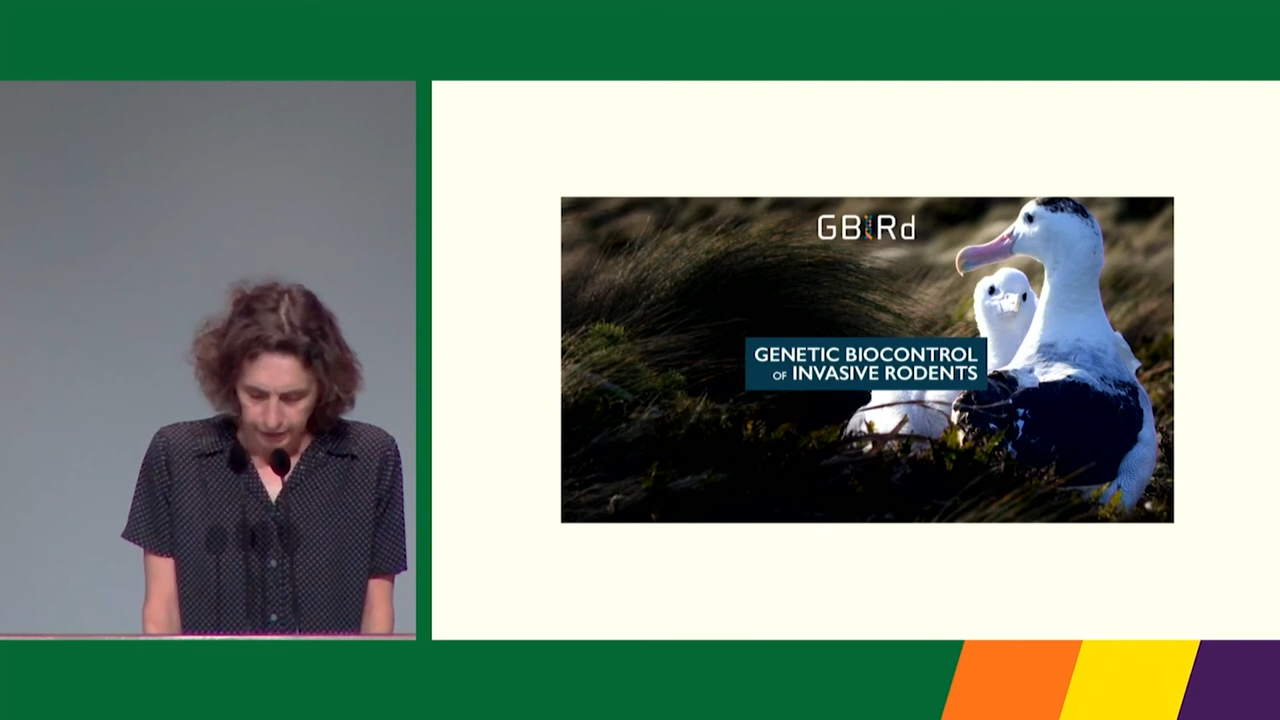 GBIRd
GENETIC BIOCONTROL
OF INVASIVE RODENTS